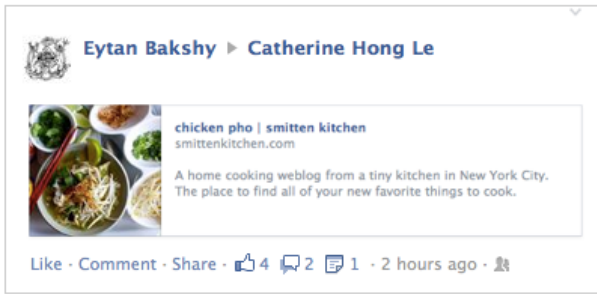 Eytan Bakshy ▶ Catherine Hong Le
chicken pho | smitten kitchen
smittenkitchen.com
A home cooking weblog from a tiny kitchen in New York City.
The place to find all of your new favorite things to cook.
Like · Comment · Share · 4 2 1 · 2 hours ago ·